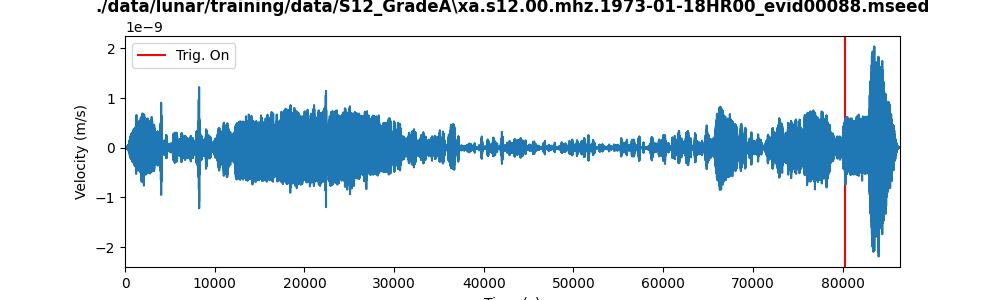 ./data/lunar/training/data/S12_GradeA\xa.s12.00.mhz.1973-01-18HR00_evid00088.mseed
1e−9
Trig. On
2
1
0
−1
−2
Velocity (m/s)
0 10000 20000 30000 40000 50000 60000 70000 80000